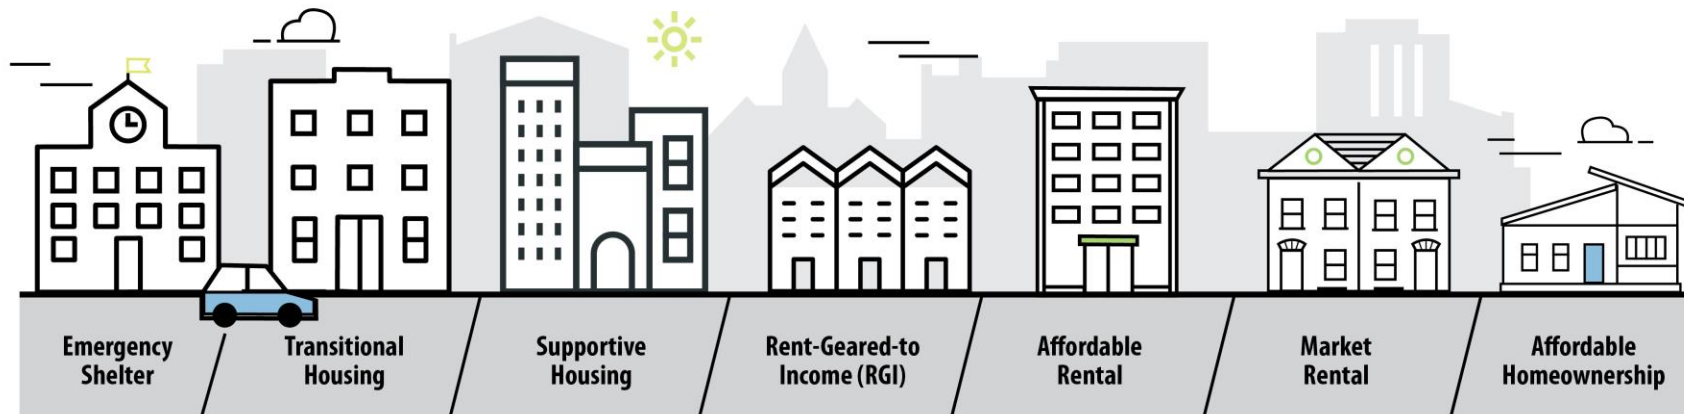 Emergency
Shelter
Transitional
Housing
Supportive
Housing
Rent-Geared-to
Income (RGI)
Affordable
Rental
Market
Rental
Affordable
Homeownership